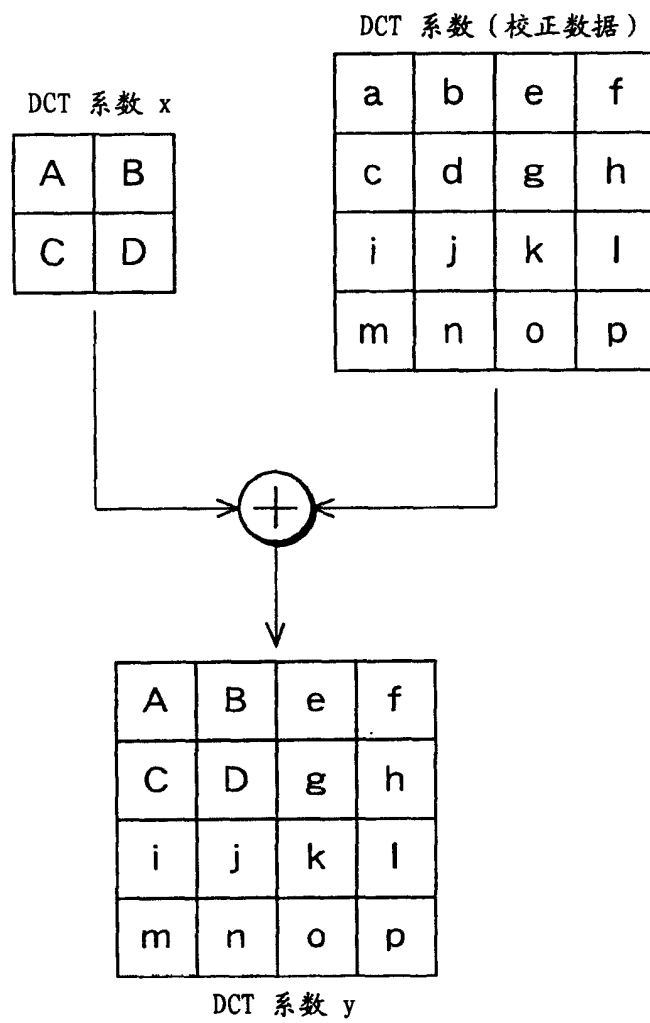 DCT 系数 (校正数据)
a b e f
c d g h
i j k l
m n o p
DCT 系数 x
A B
C D
+
A B e f
C D g h
i j k l
m n o p
DCT 系数 y